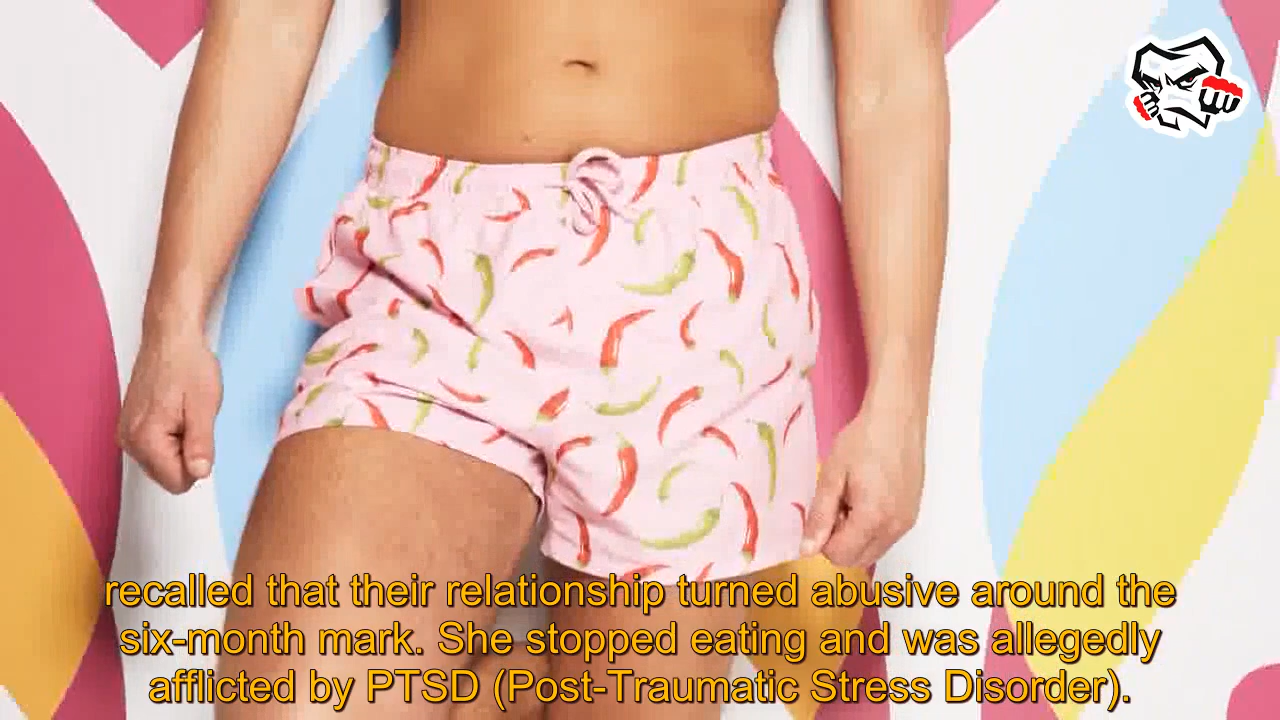 recalled that their relationship turned abusive around the
six-month mark. She stopped eating and was allegedly
afflicted by PTSD (Post-Traumatic Stress Disorder).